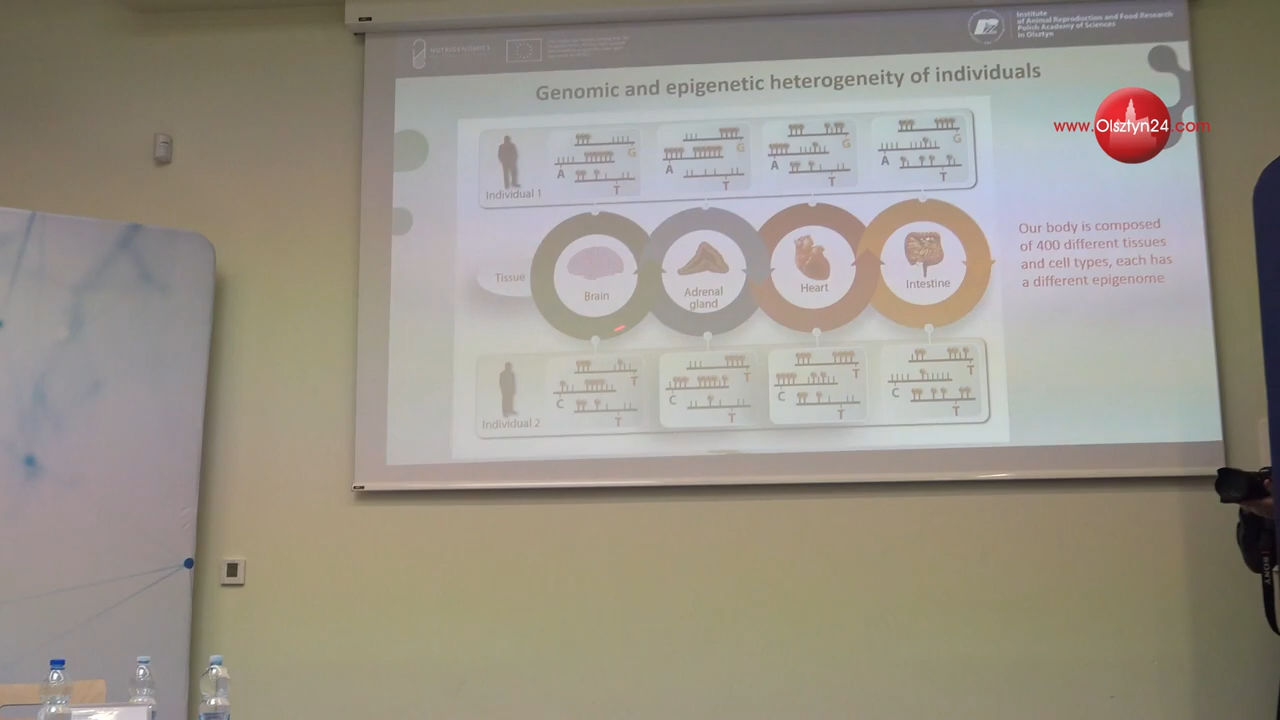 NUTRIGENOMICS
Institute
of Animal Reproduction and Food Research
Polish Academy of Sciences
in Olsztyn
Genomic and epigenetic heterogeneity of individuals
www.Olsztyn24.com
Individual 1
G
A
T
G
A
T
G
A
T
G
A
T
Tissue
Brain
Adrenal
gland
Heart
Intestine
Our body is composed
of 400 different tissues
and cell types, each has
a different epigenome
Individual 2
T
C
T
T
C
T
T
C
T
T
C
T
SONY